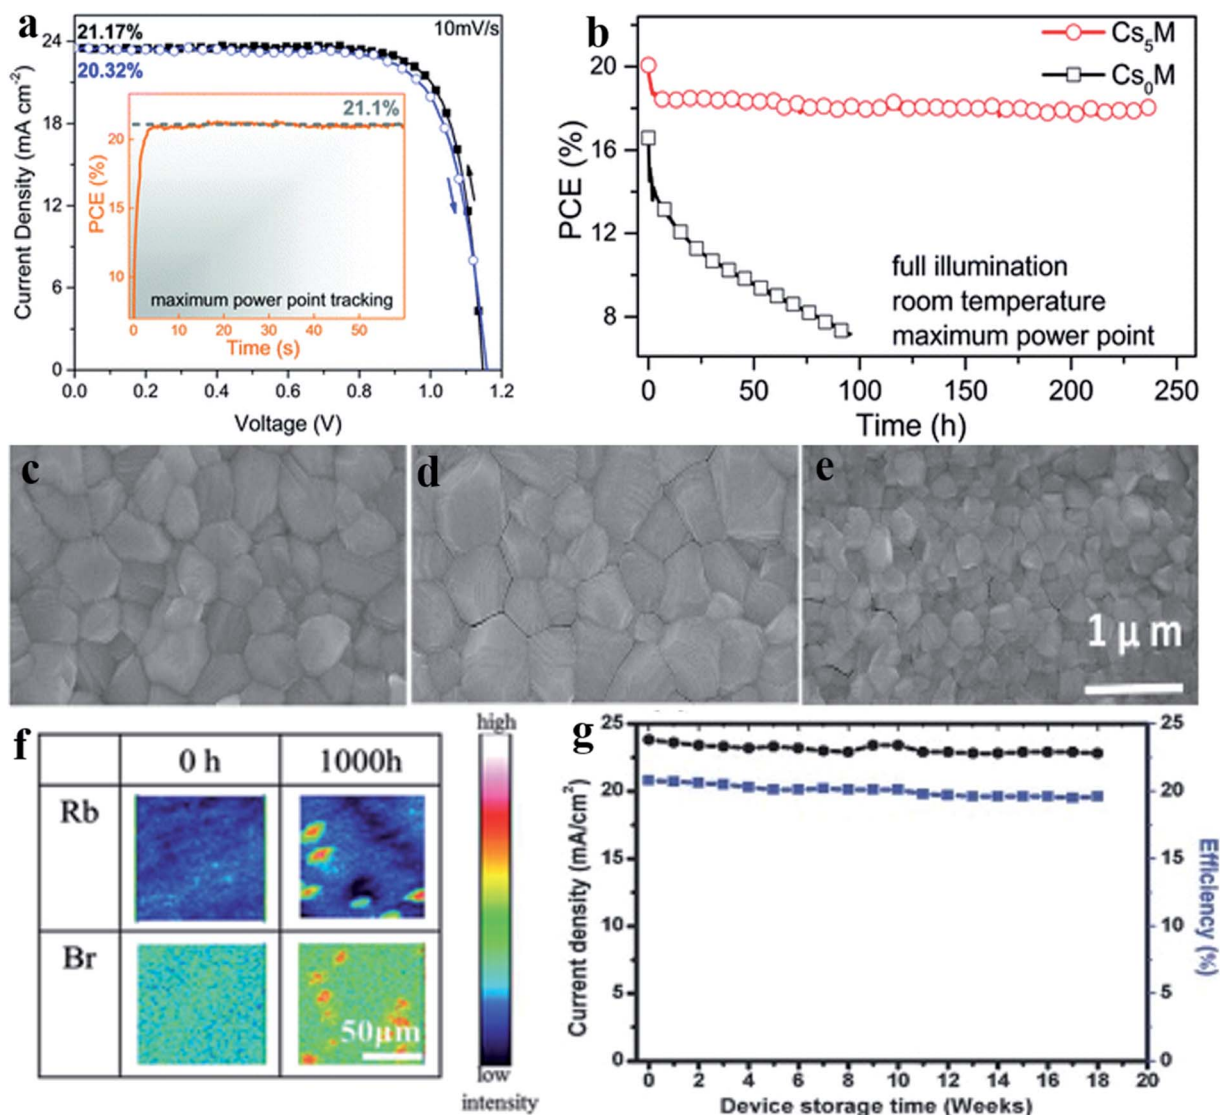 a
10mV/s
21.17%
20.32%
24
18
12
6
0
Current Density (mA cm⁻²)
21.1%
20
15
10
PCE (%)
maximum power point tracking
0 10 20 30 40 50
Time (s)
0.0 0.2 0.4 0.6 0.8 1.0 1.2
Voltage (V)
b
Cs₅M
Cs₀M
20
16
12
8
PCE (%)
full illumination
room temperature
maximum power point
0 50 100 150 200 250
Time (h)
c
d
e
1 μm
f
0 h 1000h
Rb
Br
50μm
high
low
intensity
g
25
20
15
10
5
0
Current density (mA/cm²)
25
20
15
10
5
0
Efficiency (%)
0 2 4 6 8 10 12 14 16 18 20
Device storage time (Weeks)